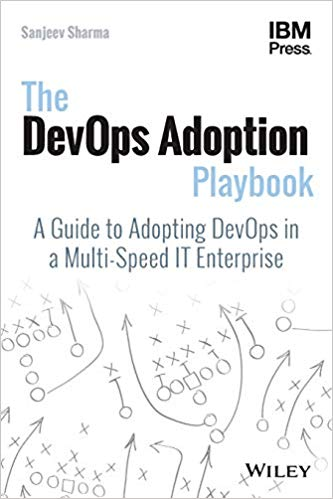 Sanjeev Sharma
IBM
Press
The
DevOps Adoption
Playbook
A Guide to Adopting DevOps in
a Multi-Speed IT Enterprise
WILEY